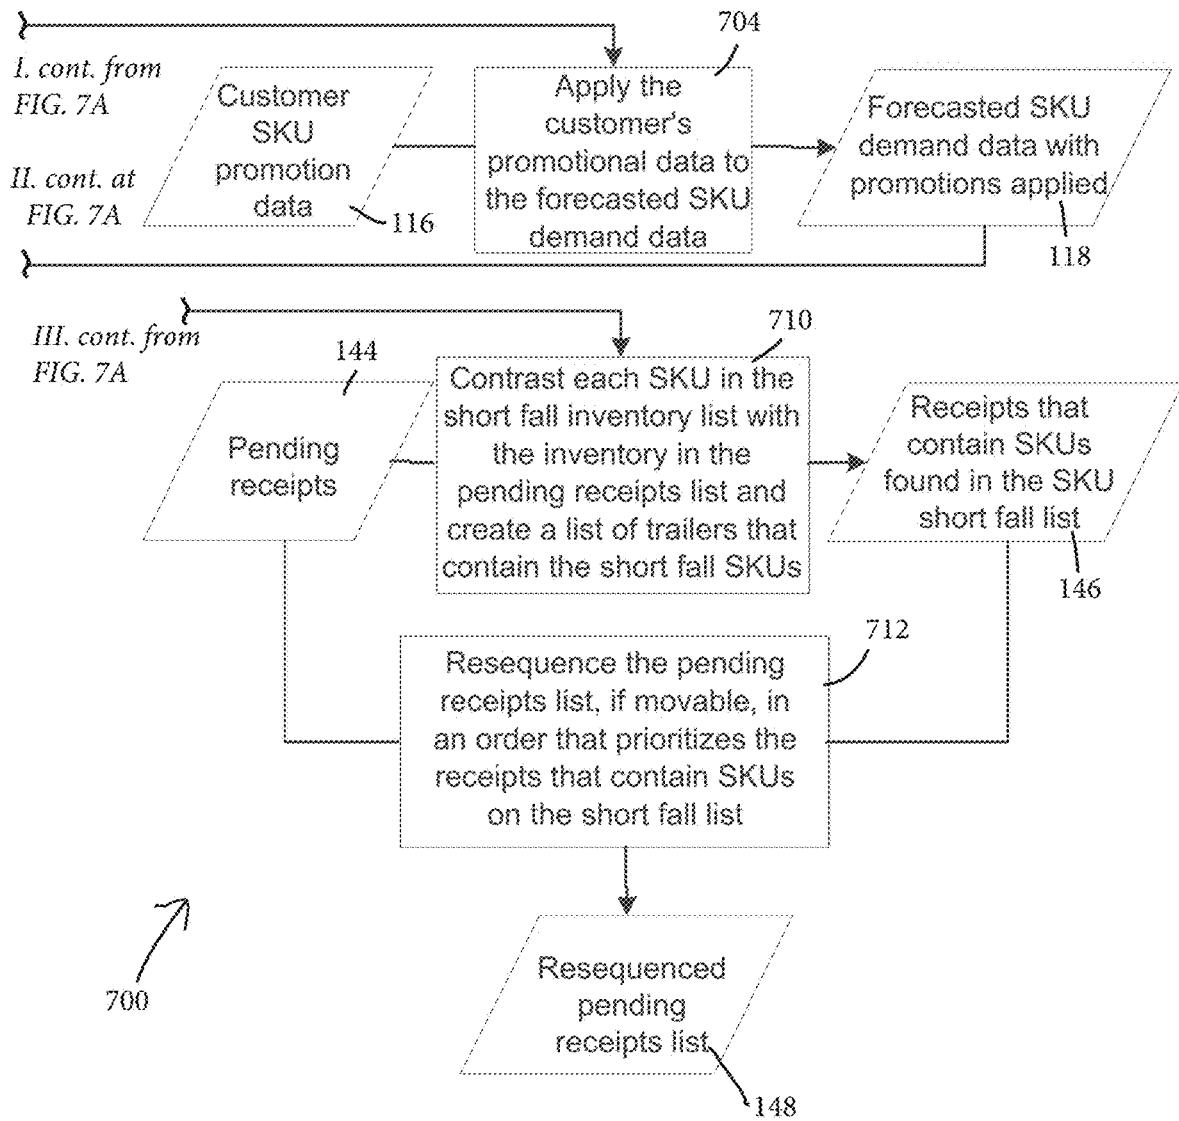 704
I. cont. from
FIG. 7A
Customer
SKU
promotion
data
116
Apply the
customer's
promotional data to
the forecasted SKU
demand data
Forecasted SKU
demand data with
promotions applied
118
II. cont. at
FIG. 7A
III. cont. from
FIG. 7A
144
710
Pending
receipts
Contrast each SKU in the
short fall inventory list with
the inventory in the
pending receipts list and
create a list of trailers that
contain the short fall SKUs
Receipts that
contain SKUs
found in the SKU
short fall list
146
712
Resequence the pending
receipts list, if movable, in
an order that prioritizes the
receipts that contain SKUs
on the short fall list
700
Resequenced
pending
receipts list
148